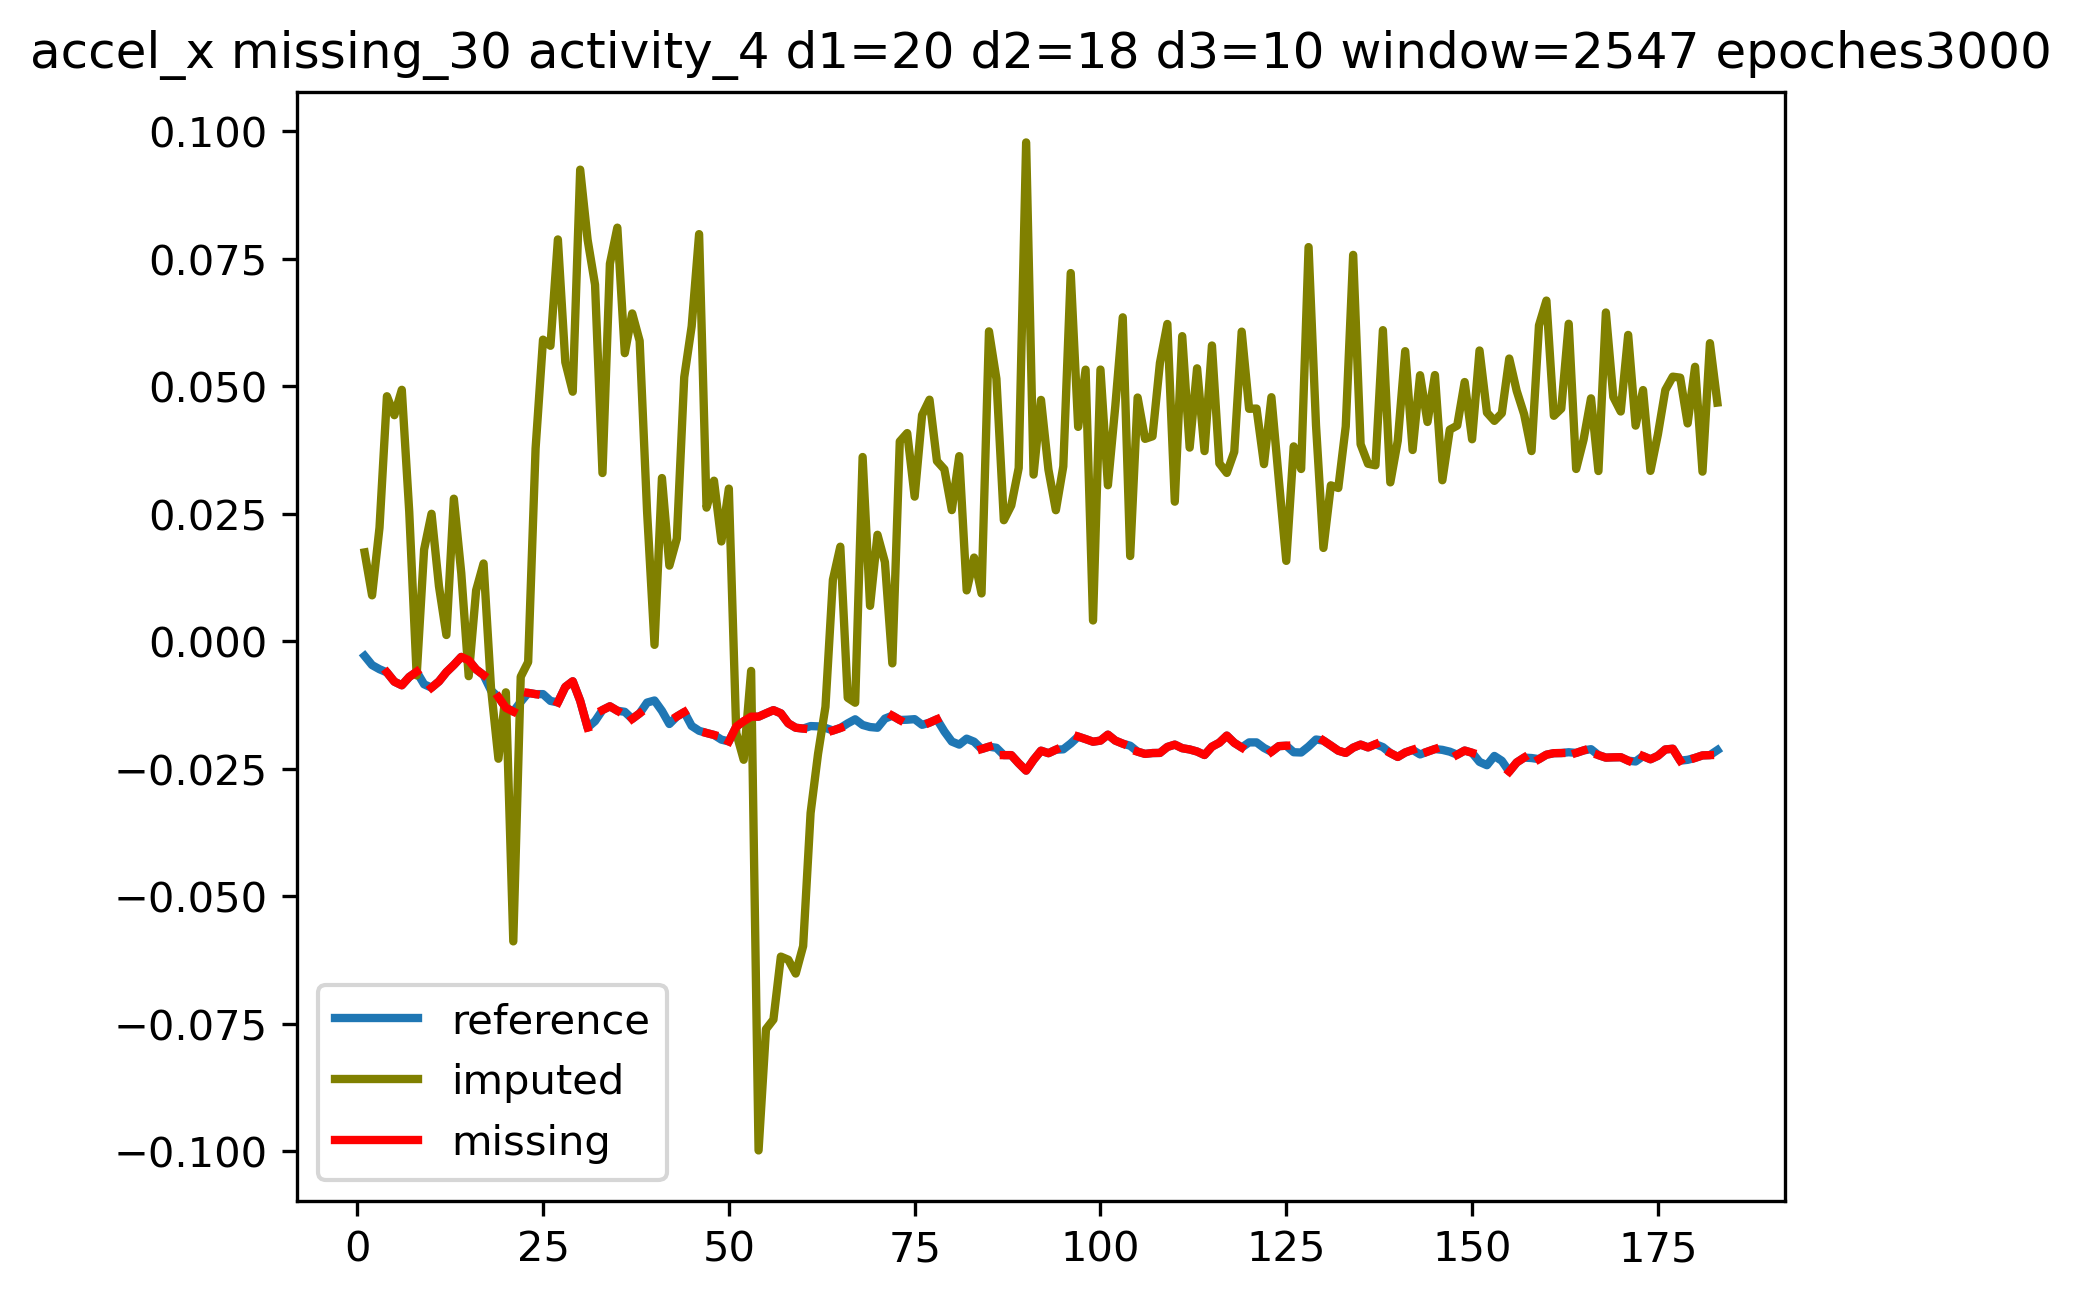 accel_x missing_30 activity_4 d1=20 d2=18 d3=10 window=2547 epoches3000
0.100
0.075
0.050
0.025
0.000
−0.025
−0.050
−0.075
−0.100
reference
imputed
missing
0 25 50 75 100 125 150 175